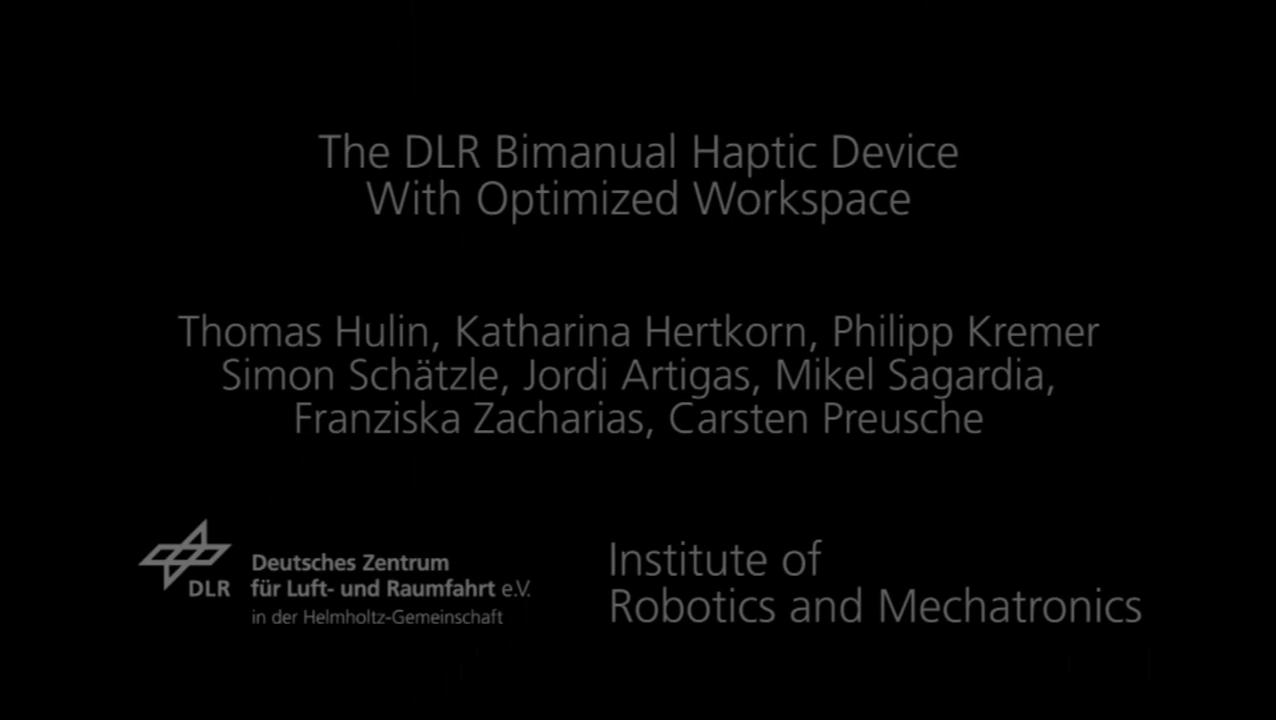 The DLR Bimanual Haptic Device
With Optimized Workspace
Thomas Hulin, Katharina Hertkorn, Philipp Kremer
Simon Schätzle, Jordi Artigas, Mikel Sagardia,
Franziska Zacharias, Carsten Preusche
DLR
Deutsches Zentrum
für Luft- und Raumfahrt e.V.
in der Helmholtz-Gemeinschaft
Institute of
Robotics and Mechatronics